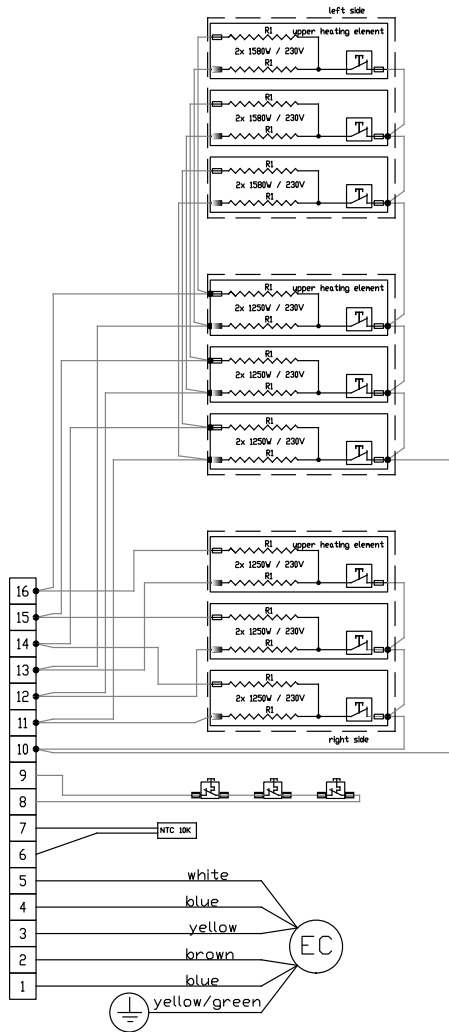 left side
R1
upper heating element
2x 1580W / 230V
R1
R1
2x 1580W / 230V
R1
R1
2x 1580W / 230V
R1
R1
upper heating element
2x 1250W / 230V
R1
R1
2x 1250W / 230V
R1
R1
2x 1250W / 230V
R1
R1
upper heating element
2x 1250W / 230V
R1
R1
2x 1250W / 230V
R1
R1
2x 1250W / 230V
R1
right side
16
15
14
13
12
11
10
9
8
7
NTC 10K
6
5 white
4 blue
3 yellow
EC
2 brown
1 blue
yellow/green